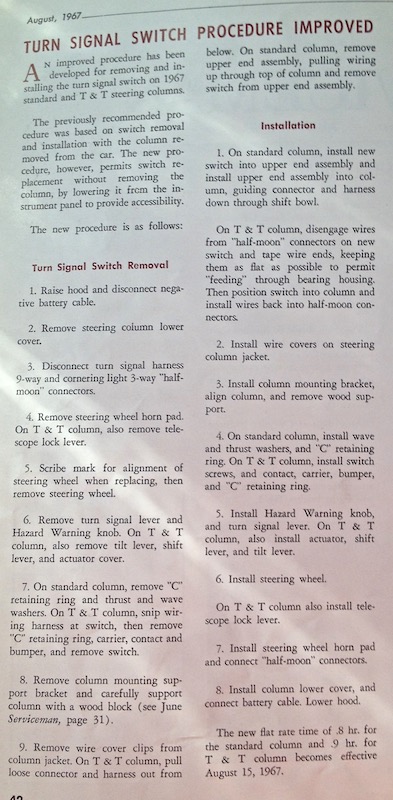 August, 1967
TURN SIGNAL SWITCH PROCEDURE IMPROVED
AN improved procedure has been
developed for removing and in-
stalling the turn signal switch on 1967
standard and T & T steering columns.
The previously recommended pro-
cedure was based on switch removal
and installation with the column re-
moved from the car. The new pro-
cedure, however, permits switch re-
placement without removing the
column, by lowering it from the in-
strument panel to provide accessibility.
The new procedure is as follows:
Turn Signal Switch Removal
1. Raise hood and disconnect nega-
tive battery cable.
2. Remove steering column lower
cover.
3. Disconnect turn signal harness
9-way and cornering light 3-way "half-
moon" connectors.
4. Remove steering wheel horn pad.
On T & T column, also remove tele-
scope lock lever.
5. Scribe mark for alignment of
steering wheel when replacing, then
remove steering wheel.
6. Remove turn signal lever and
Hazard Warning knob. On T & T
column, also remove tilt lever, shift
lever, and actuator cover.
7. On standard column, remove "C"
retaining ring and thrust and wave
washers. On T & T column, snip wir-
ing harness at switch, then remove
"C" retaining ring, carrier, contact and
bumper, and remove switch.
8. Remove column mounting sup-
port bracket and carefully support
column with a wood block (see June
Serviceman, page 31).
9. Remove wire cover clips from
column jacket. On T & T column, pull
loose connector and harness out from
below. On standard column, remove
upper end assembly, pulling wiring
up through top of column and remove
switch from upper end assembly.
Installation
1. On standard column, install new
switch into upper end assembly and
install upper end assembly into col-
umn, guiding connector and harness
down through shift bowl.
On T & T column, disengage wires
from "half-moon" connectors on new
switch and tape wire ends, keeping
them as flat as possible to permit
"feeding" through bearing housing.
Then position switch into column and
install wires back into half-moon con-
nectors.
2. Install wire covers on steering
column jacket.
3. Install column mounting bracket,
align column, and remove wood sup-
port.
4. On standard column, install wave
and thrust washers, and "C" retaining
ring. On T & T column, install switch
screws, and contact, carrier, bumper,
and "C" retaining ring.
5. Install Hazard Warning knob,
and turn signal lever. On T & T
column, also install actuator, shift
lever, and tilt lever.
6. Install steering wheel.
On T & T column also install tele-
scope lock lever.
7. Install steering wheel horn pad
and connect "half-moon" connectors.
8. Install column lower cover, and
connect battery cable. Lower hood.
The new flat rate time of .8 hr. for
the standard column and .9 hr. for
T & T column becomes effective
August 15, 1967.